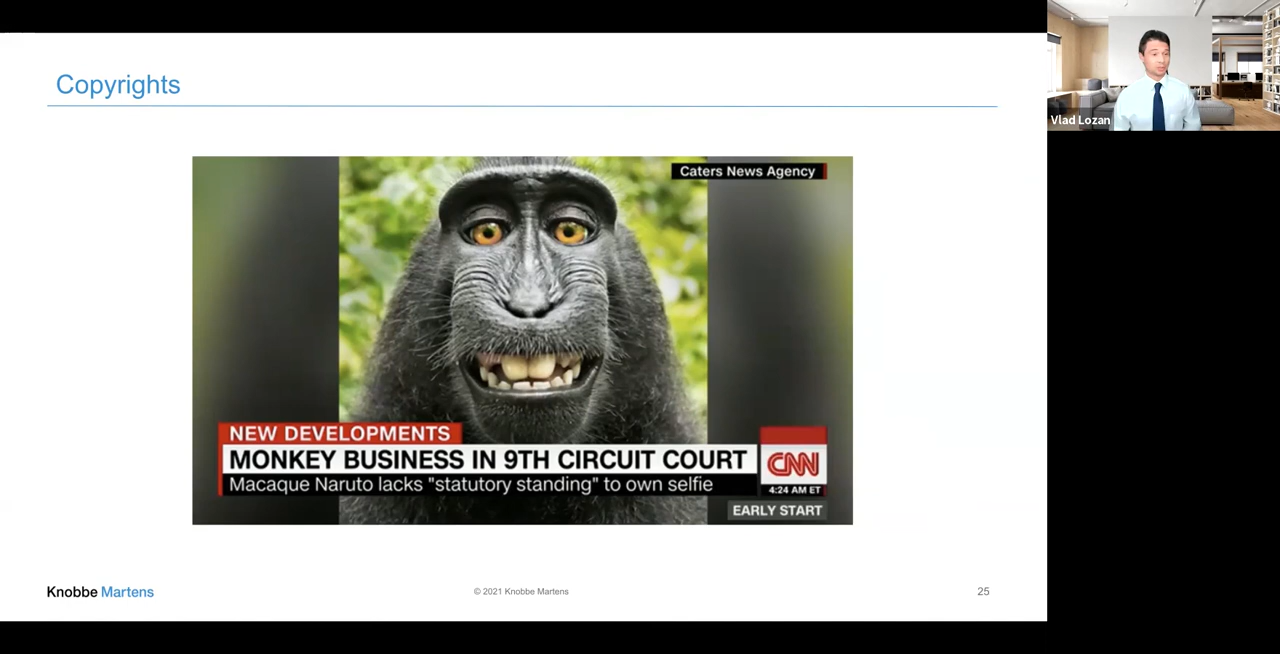 Copyrights
Caters News Agency
NEW DEVELOPMENTS
MONKEY BUSINESS IN 9TH CIRCUIT COURT
Macaque Naruto lacks "statutory standing" to own selfie
CNN
4:24 AM ET
EARLY START
Knobbe Martens
© 2021 Knobbe Martens
25
Vlad Lozan